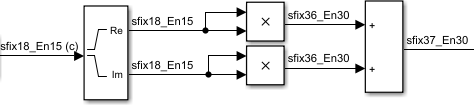 sfix18_En15 (c)
Re
sfix18_En15
×
sfix36_En30
Im
sfix18_En15
×
sfix36_En30
+
+
sfix37_En30